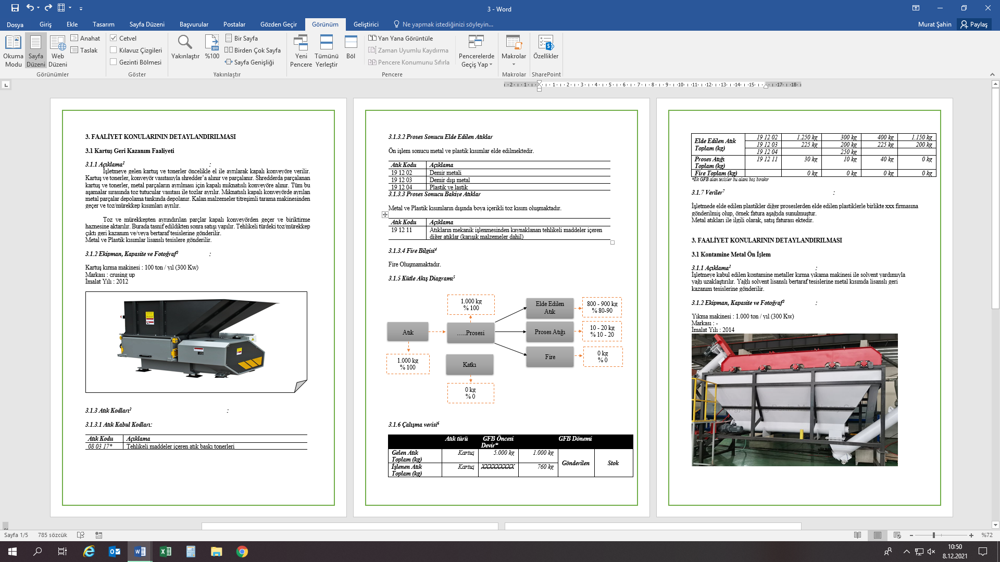 3 - Word
Dosya
Giriş
Ekle
Tasarım
Sayfa Düzeni
Başvurular
Postalar
Gözden Geçir
Görünüm
Geliştirici
Ne yapmak istediğinizi söyleyin...
Murat Şahin
Paylaş
Okuma Modu
Sayfa Düzeni
Web Düzeni
Anahat
Taslak
Görünümler
Cetvel
Kılavuz Çizgileri
Gezinti Bölmesi
Göster
Yakınlaştır
%100
Bir Sayfa
Birden Çok Sayfa
Sayfa Genişliği
Yakınlaştır
Yeni Pencere
Tümünü Yerleştir
Böl
Yan Yana Görüntüle
Zaman Uyumlu Kaydırma
Pencere Konumunu Sıfırla
Pencerelerde Geçiş Yap
Pencere
Makrolar
Makrolar
Özellikler
SharePoint
2 1 1 2 3 4 5 6 7 8 9 10 11 12 13 14 15 17 18
3. FAALİYET KONULARININ DETAYLANDIRILMASI
3.1 Kartuş Geri Kazanım Faaliyeti
3.1.1 Açıklama1 :
İşletmeye gelen kartuş ve tonerler öncelikle el ile ayrılarak kapalı konveyöre verilir.
Kartuş ve tonerler, konveyör vasıtasıyla shredder’a alınır ve parçalanır. Shredderda parçalanan
kartuş ve tonerler, metal parçaların ayrılması için kapalı mıknatıslı konveyöre alınır. Tüm bu
aşamalar sırasında toz tutucular vasıtası ile tozlar ayrılır. Mıknatıslı kapalı konveyörde ayrılan
metal parçalar depolama tankında depolanır. Kalan malzemeler titreşimli tarama makinesinden
geçer ve toz/mürekkep kısımları ayrılır.
Toz ve mürekkepten ayrındırılan parçlar kapalı konveyörden geçer ve biriktirme
haznesine aktarılır. Burada tasnif edildikten sonra satışı yapılır. Tehlikeli türdeki toz/mürekkep
çıktı geri kazanım ve/veya bertaraf tesislerine gönderilir.
Metal ve Plastik kısımlar lisanslı tesislere gönderilir.
3.1.2 Ekipman, Kapasite ve Fotoğraf2 :
Kartuş kırma makinesi : 100 ton / yıl (300 Kw)
Markası : crusing up
İmalat Yılı : 2012
3.1.3 Atık Kodları3 :
3.1.3.1 Atık Kabul Kodları:
Atık Kodu Açıklama
08 03 17* Tehlikeli maddeler içeren atık baskı tonerleri
3.1.3.2 Proses Sonucu Elde Edilen Atıklar
Ön işlem sonucu metal ve plastik kısımlar elde edilmektedir.
Atık Kodu Açıklama
19 12 02 Demir metali
19 12 03 Demir dışı metal
19 12 04 Plastik ve lastik
3.1.3.3 Proses Sonucu Bakiye Atıklar
Metal ve Plastik kısımların dışında boya içerikli toz kısım oluşmaktadır.
Atık Kodu Açıklama
19 12 11 Atıkların mekanik işlenmesinden kaynaklanan tehlikeli maddeler içeren
diğer atıklar (karışık malzemeler dahil)
3.1.3.4 Fire Bilgisi4
Fire Oluşmamaktadır.
3.1.5 Kütle Akış Diagramı5
1.000 kg
% 100
Elde Edilen
Atık
800 - 900 kg
% 80-90
Atık
…..Prosesi
Proses Atığı
10 - 20 kg
% 10 - 20
1.000 kg
% 100
Katkı
Fire
0 kg
% 0
0 kg
% 0
3.1.6 Çalışma verisi6
Atık türü GFB Öncesi Devir* GFB Dönemi
Gelen Atık Toplam (kg) Kartuş 5.000 kg 1.000 kg Gönderilen Stok
İşlenen Atık Toplam (kg) Kartuş XXXXXXXXX 760 kg
Elde Edilen Atık Toplam (kg) 19 12 02 1.250 kg 300 kg 400 kg 1.150 kg
19 12 03 225 kg 200 kg 225 kg 200 kg
19 12 04 250 kg
Proses Atığı Toplam (kg) 19 12 11 30 kg 10 kg 40 kg 0 kg
Fire Toplam (kg) 0 kg 0 kg 0 kg
*İlk GFB alan tesisler bu alanı boş bırakır
3.1.7 Veriler7 :
İşletmede elde edilen plastikler diğer proseslerden elde edilen plastiklerle birlikte xxx firmasına
gönderilmiş olup, örnek fatura aşağıda sunulmuştur.
Metal atıkları ile ilgili olarak, satış faturası ektedir.
3. FAALİYET KONULARININ DETAYLANDIRILMASI
3.1 Kontamine Metal Ön İşlem
3.1.1 Açıklama1 :
İşletmeye kabul edilen kontamine metaller kırma yıkama makinesi ile solvent yardımıyla
yağı uzaklaştırılır. Yağlı solvent lisanslı bertaraf tesislerine metal kısımda lisanslı geri
kazanım tesislerine gönderilir.
3.1.2 Ekipman, Kapasite ve Fotoğraf2 :
Yıkma makinesi : 1.000 ton / yıl (300 Kw)
Markası : -
İmalat Yılı : 2014
Sayfa 1/5
785 sözcük
%72
10:50
8.12.2021